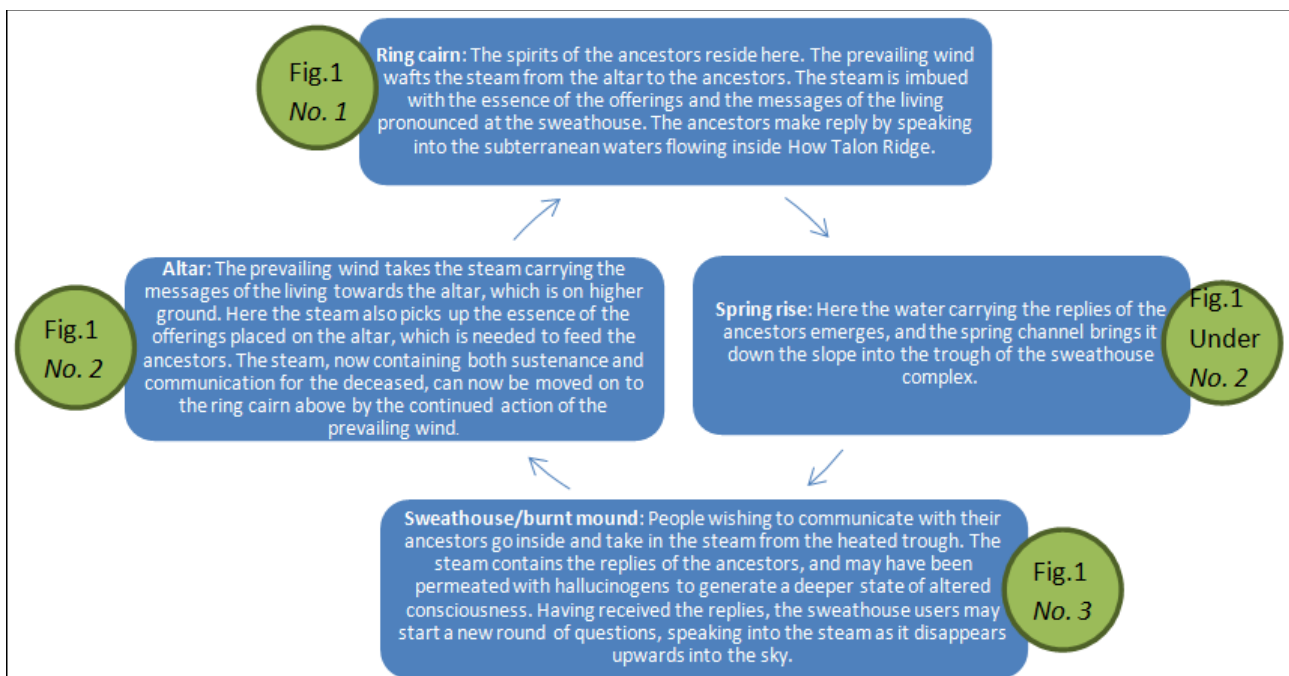 Fig.1
No. 1
Ring cairn: The spirits of the ancestors reside here. The prevailing wind
wafts the steam from the altar to the ancestors. The steam is imbued
with the essence of the offerings and the messages of the living
pronounced at the sweathouse. The ancestors make reply by speaking
into the subterranean waters flowing inside How Talon Ridge.
Fig.1
No. 2
Altar: The prevailing wind takes the steam carrying the
messages of the living towards the altar, which is on higher
ground. Here the steam also picks up the essence of the
offerings placed on the altar, which is needed to feed the
ancestors. The steam, now containing both sustenance and
communication for the deceased, can now be moved on to
the ring cairn above by the continued action of the
prevailing wind.
Spring rise: Here the water carrying the replies of the
ancestors emerges, and the spring channel brings it
down the slope into the trough of the sweathouse
complex.
Fig.1
Under
No. 2
Sweathouse/burnt mound: People wishing to communicate with their
ancestors go inside and take in the steam from the heated trough. The
steam contains the replies of the ancestors, and may have been
permeated with hallucinogens to generate a deeper state of altered
consciousness. Having received the replies, the sweathouse users may
start a new round of questions, speaking into the steam as it disappears
upwards into the sky.
Fig.1
No. 3